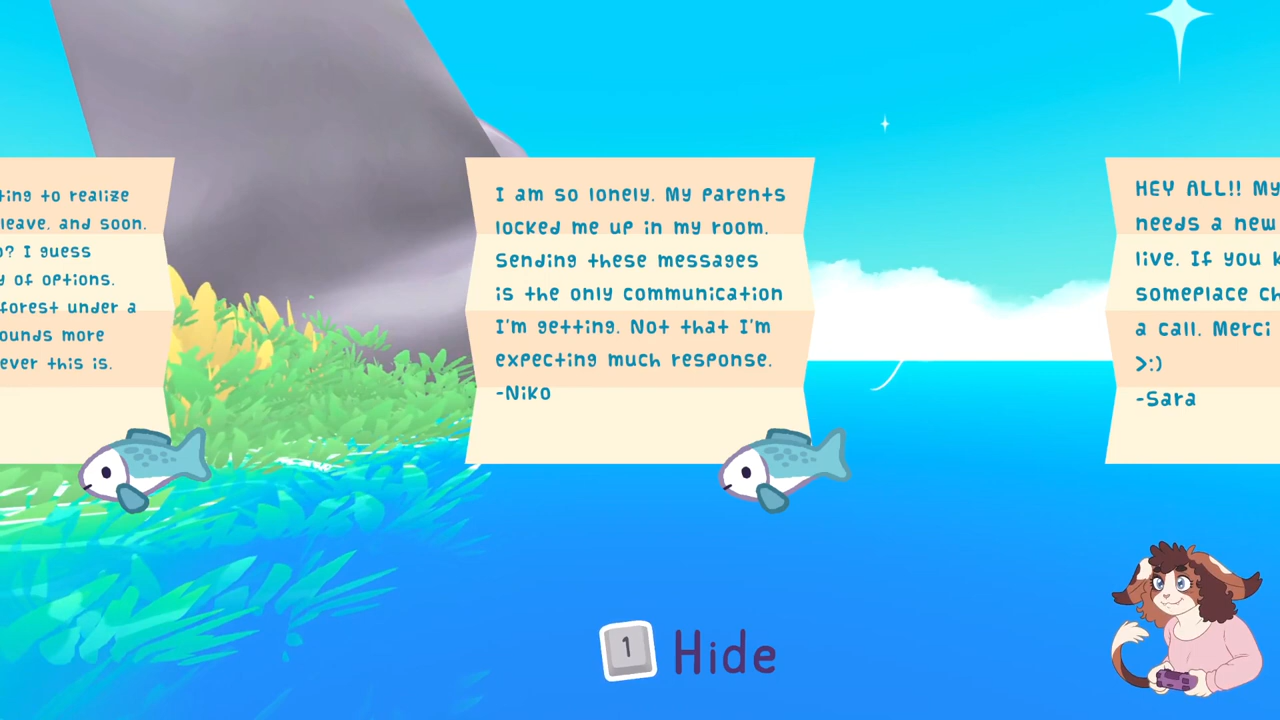 ting to realize
leave, and soon.
o? I guess
y of options.
forest under a
ounds more
ever this is.
I am so lonely. My parents
locked me up in my room.
Sending these messages
is the only communication
I'm getting. Not that I'm
expecting much response.
-Niko
HEY ALL!! My
needs a new
live. If you k
someplace ch
a call. Merci
>:)
-Sara
1 Hide